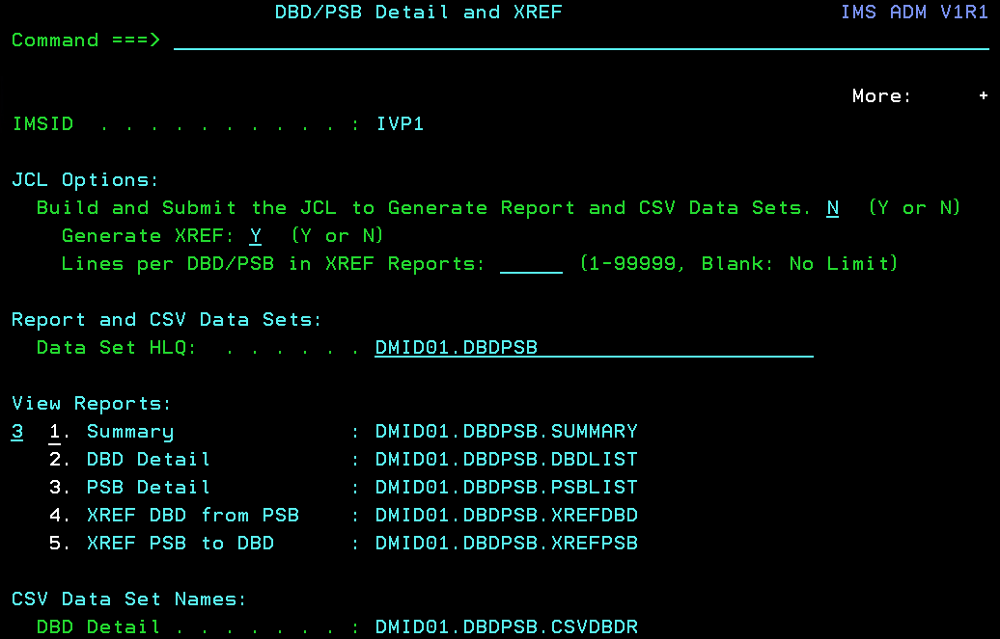 DBD/PSB Detail and XREF IMS ADM V1R1
Command ===> 
More: +
IMSID . . . . . . . . . . . : IVP1
JCL Options:
Build and Submit the JCL to Generate Report and CSV Data Sets. N (Y or N)
Generate XREF: Y (Y or N)
Lines per DBD/PSB in XREF Reports: _____ (1-99999, Blank: No Limit)
Report and CSV Data Sets:
Data Set HLQ: . . . . . . DMID01.DBDPSB
View Reports:
3 1. Summary : DMID01.DBDPSB.SUMMARY
2. DBD Detail : DMID01.DBDPSB.DBDLIST
3. PSB Detail : DMID01.DBDPSB.PSBLIST
4. XREF DBD from PSB : DMID01.DBDPSB.XREFDBD
5. XREF PSB to DBD : DMID01.DBDPSB.XREFPSB
CSV Data Set Names:
DBD Detail . . . . . . . . : DMID01.DBDPSB.CSVDBDR